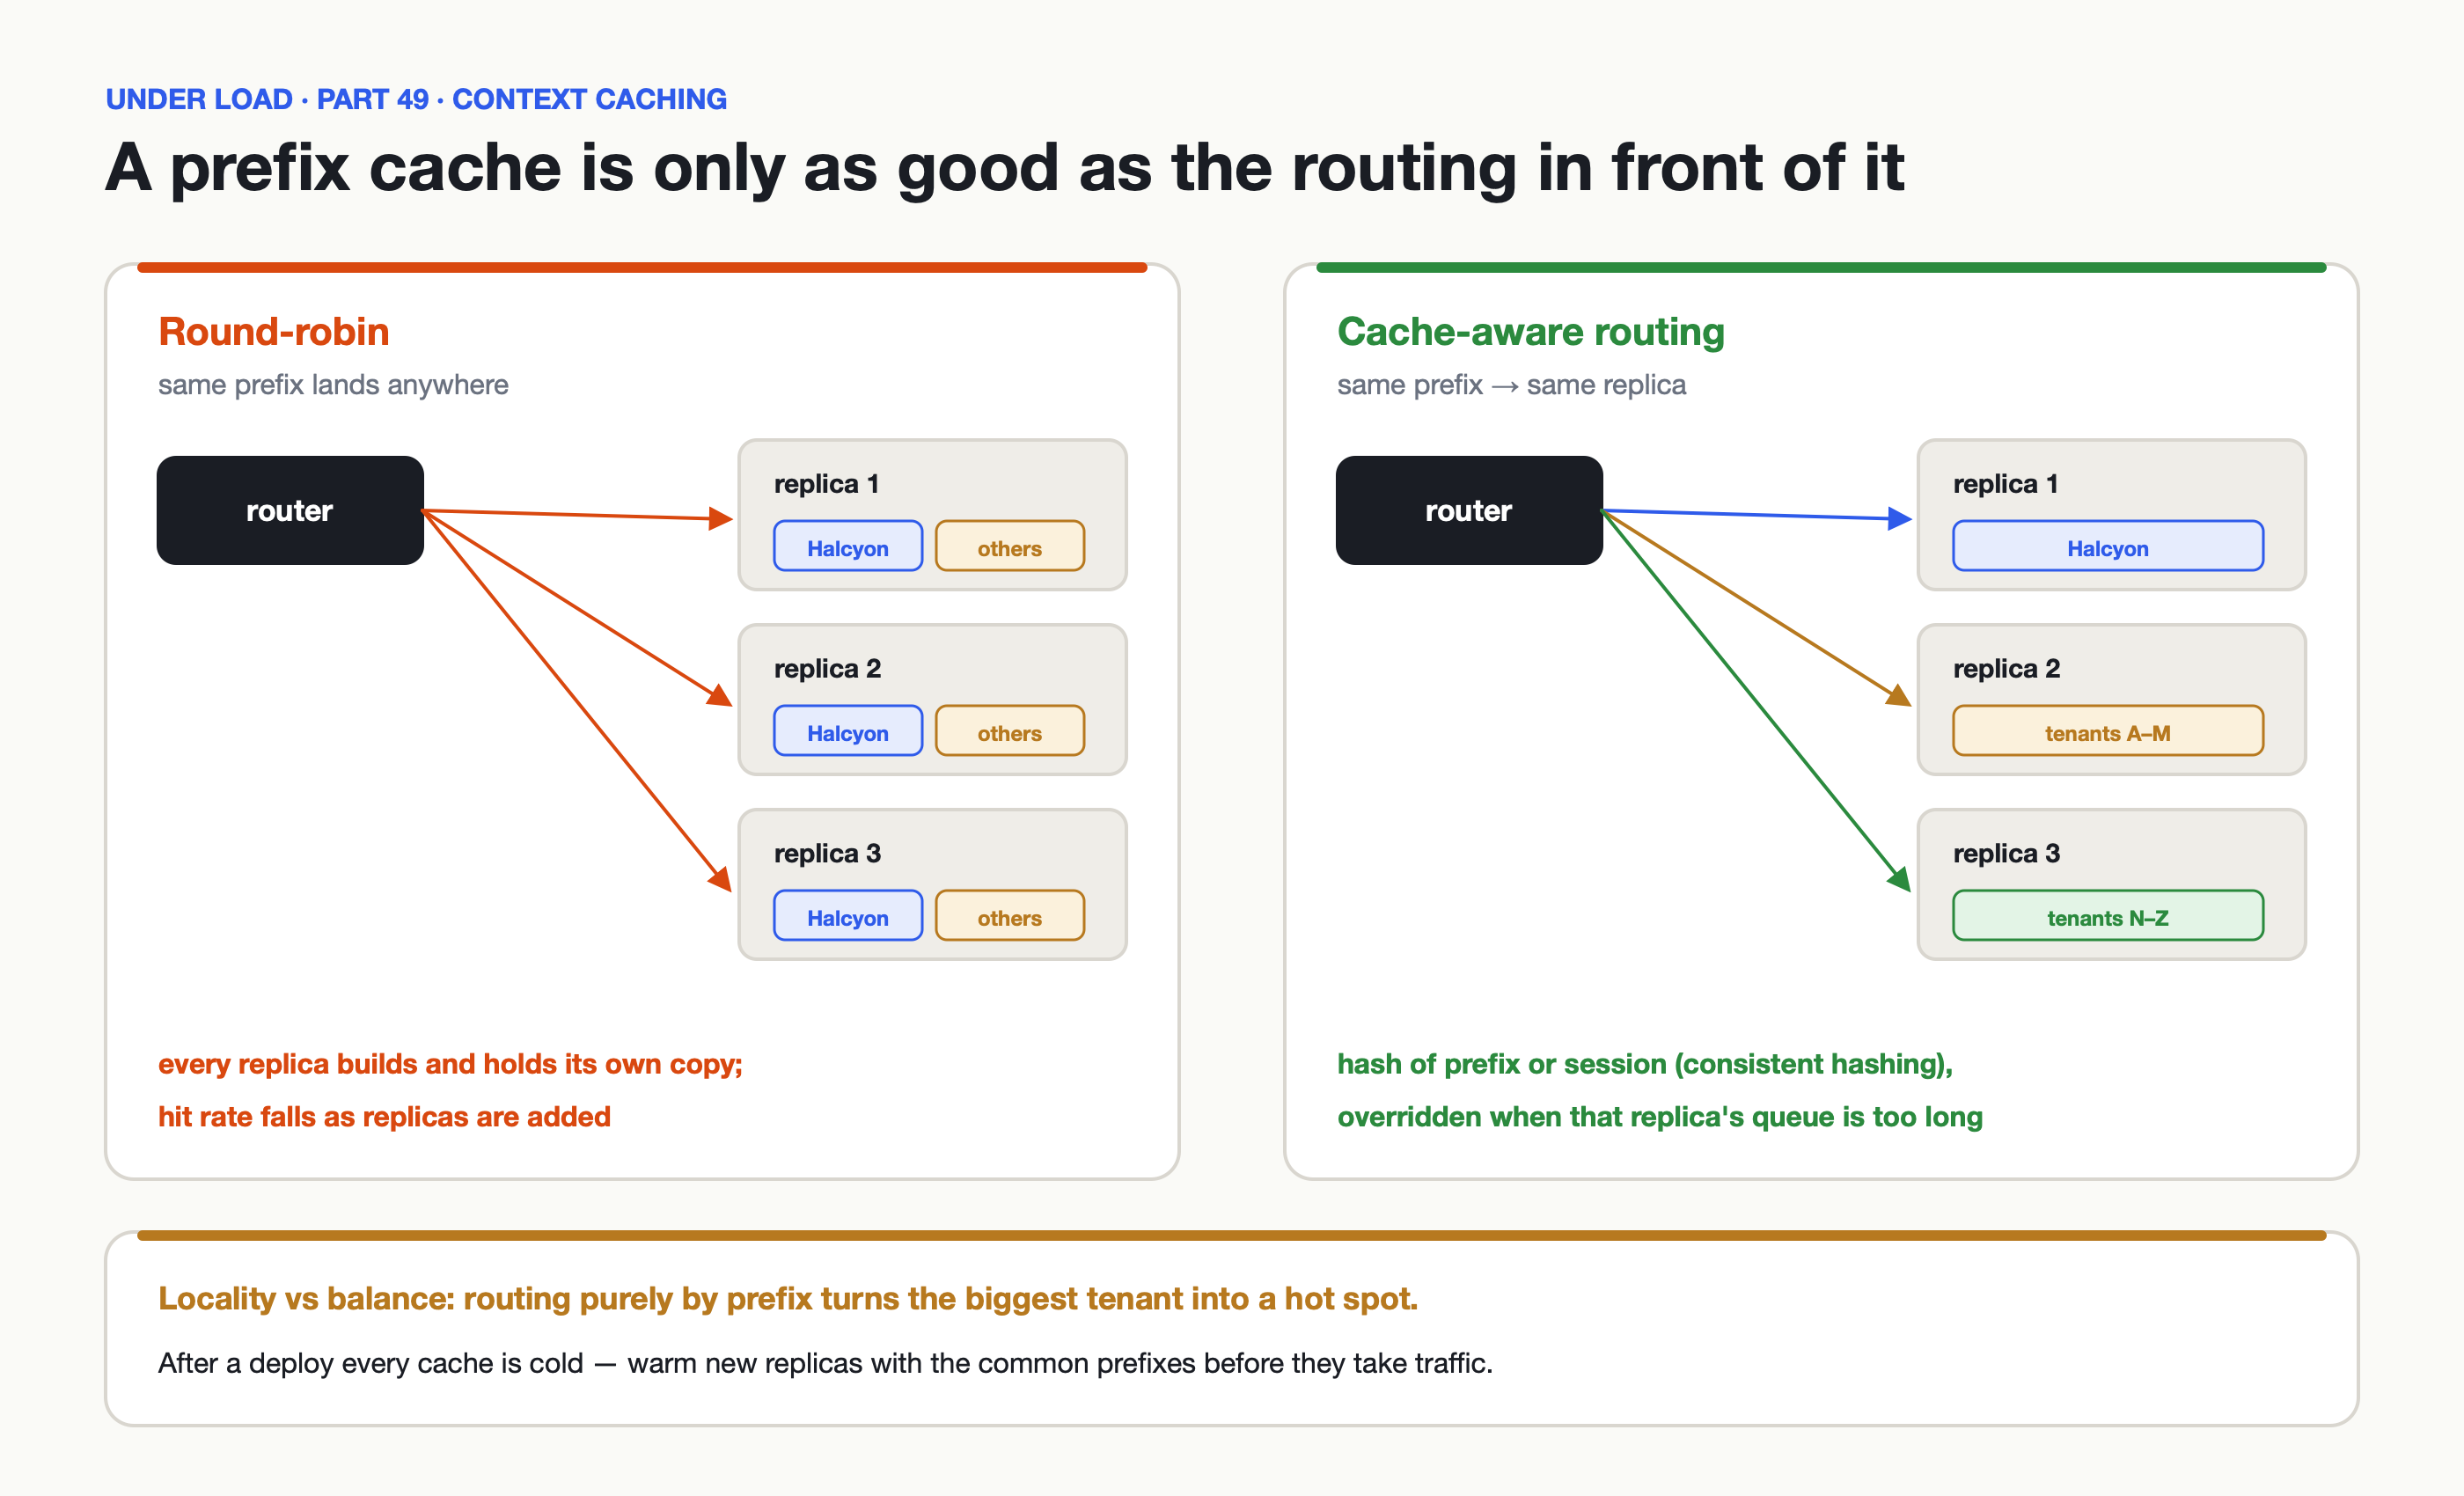 UNDER LOAD · PART 49 · CONTEXT CACHING
A prefix cache is only as good as the routing in front of it
Round-robin
same prefix lands anywhere
router
replica 1
Halcyon
others
replica 2
Halcyon
others
replica 3
Halcyon
others
every replica builds and holds its own copy;
hit rate falls as replicas are added
Cache-aware routing
same prefix → same replica
router
replica 1
Halcyon
replica 2
tenants A–M
replica 3
tenants N–Z
hash of prefix or session (consistent hashing),
overridden when that replica's queue is too long
Locality vs balance: routing purely by prefix turns the biggest tenant into a hot spot.
After a deploy every cache is cold — warm new replicas with the common prefixes before they take traffic.